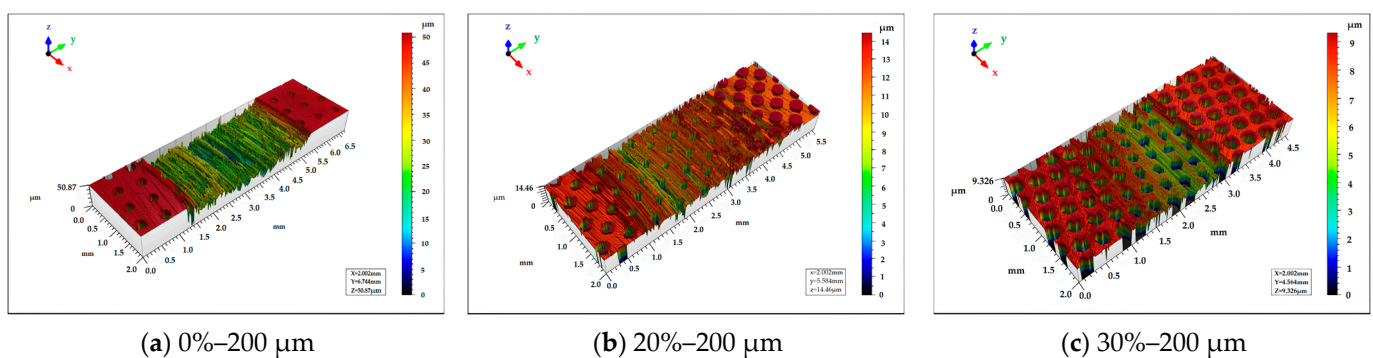 z
y
x
μm
50
40
30
20
10
0
50.87
μm
0
0.0
0.5
1.0
1.5
2.0
mm
0.0
0.5
1.0
1.5
2.0
2.5
3.0
3.5
4.0
4.5
5.0
5.5
6.0
6.5
mm
X=2.002mm
Y=6.744mm
Z=50.87μm
(a) 0%–200 μm
z
y
x
μm
14
13
12
11
10
9
8
7
6
5
4
3
2
1
0
14.46
μm
0
0.0
0.5
1.0
1.5
2.0
mm
0.0
0.5
1.0
1.5
2.0
2.5
3.0
3.5
4.0
4.5
5.0
5.5
mm
x=2.002mm
y=5.584mm
z=14.46μm
(b) 20%–200 μm
z
y
x
μm
9
8
7
6
5
4
3
2
1
0
9.326
μm
0
0.0
0.5
1.0
1.5
2.0
mm
0.0
0.5
1.0
1.5
2.0
2.5
3.0
3.5
4.0
4.5
mm
X=2.002mm
Y=4.564mm
Z=9.326μm
(c) 30%–200 μm